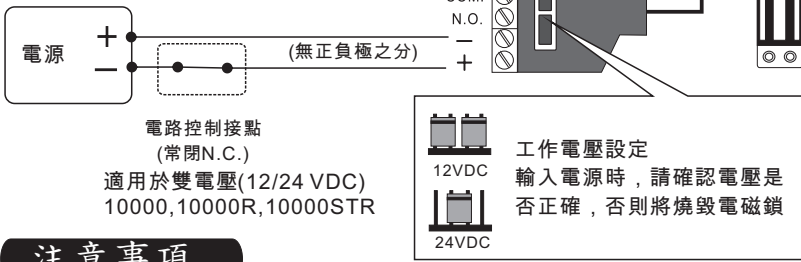 N.O.
電源
+
−
(無正負極之分)
−
+
電路控制接點
(常閉N.C.)
適用於雙電壓(12/24 VDC)
10000,10000R,10000STR
12VDC
24VDC
工作電壓設定
輸入電源時，請確認電壓是
否正確，否則將燒毀電磁鎖
注意事項